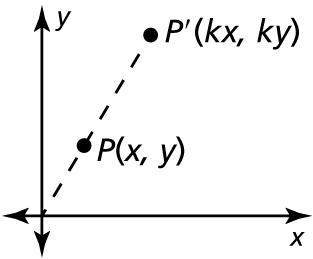 y
P′(kx, ky)
P(x, y)
x